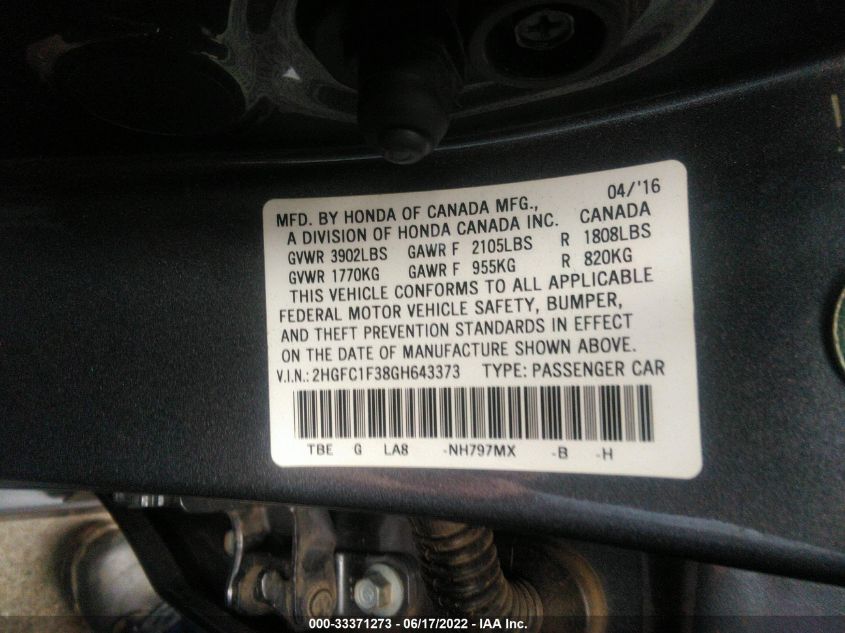 04/'16
MFD. BY HONDA OF CANADA MFG.,
A DIVISION OF HONDA CANADA INC. CANADA
GVWR 3902LBS GAWR F 2105LBS R 1808LBS
GVWR 1770KG GAWR F 955KG R 820KG
THIS VEHICLE CONFORMS TO ALL APPLICABLE
FEDERAL MOTOR VEHICLE SAFETY, BUMPER,
AND THEFT PREVENTION STANDARDS IN EFFECT
ON THE DATE OF MANUFACTURE SHOWN ABOVE.
V.I.N.: 2HGFC1F38GH643373 TYPE: PASSENGER CAR
TBE G LA8 -NH797MX -B -H
000-33371273 - 06/17/2022 - IAA Inc.